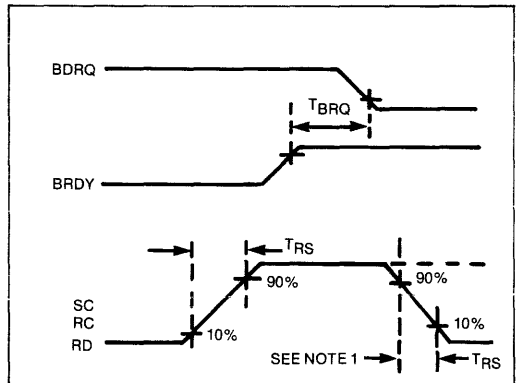 BDRQ
TBRQ
BRDY
TRS
90%
90%
SC
RC
10%
10%
RD
SEE NOTE 1
TRS